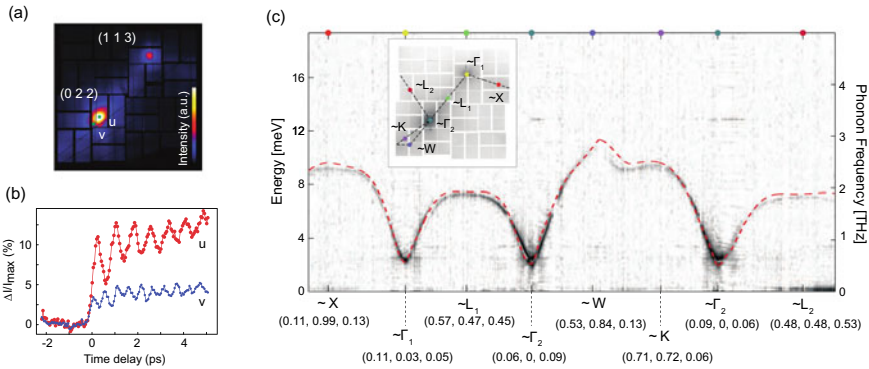 (a)
(1 1 3)
(0 2 2)
u
v
Intensity (a.u.)
(b)
ΔI/Imax (%)
10
5
0
u
v
-2 0 2 4
Time delay (ps)
(c)
Energy [meV]
16
12
8
4
0
~Γ1
~L2
~X
~L1
~K
~Γ2
~W
4
3
2
1
0
Phonon Frequency [THz]
~ X ~L1 ~W ~Γ2 ~L2
(0.11, 0.99, 0.13) (0.57, 0.47, 0.45) (0.53, 0.84, 0.13) (0.09, 0, 0.06) (0.48, 0.48, 0.53)
~Γ1 ~Γ2 ~ K
(0.11, 0.03, 0.05) (0.06, 0, 0.09) (0.71, 0.72, 0.06)